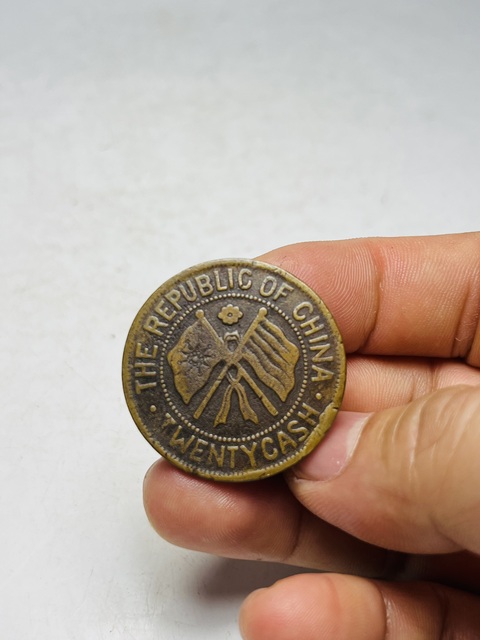 THE REPUBLIC OF CHINA
TWENTY CASH